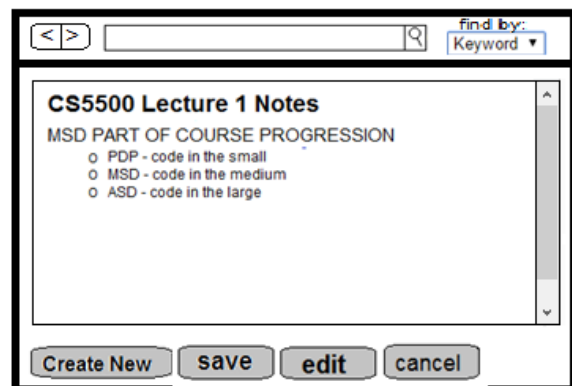 < >
find by:
Keyword ▼
CS5500 Lecture 1 Notes
MSD PART OF COURSE PROGRESSION
o PDP - code in the small
o MSD - code in the medium
o ASD - code in the large
Create New save edit cancel